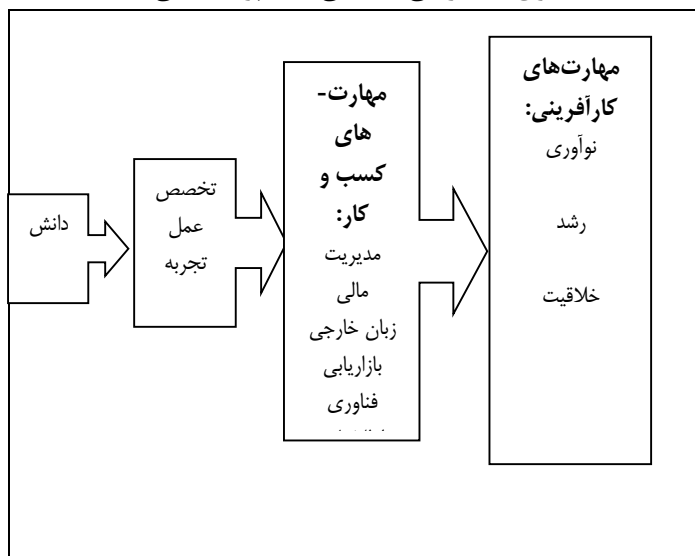 دانش
تخصص
عمل
تجربه
مهارت-
های
کسب و
کار:
مدیریت
مالی
زبان خارجی
بازاریابی
فناوری
مهارت‌های
کارآفرینی:
نوآوری
رشد
خلاقیت